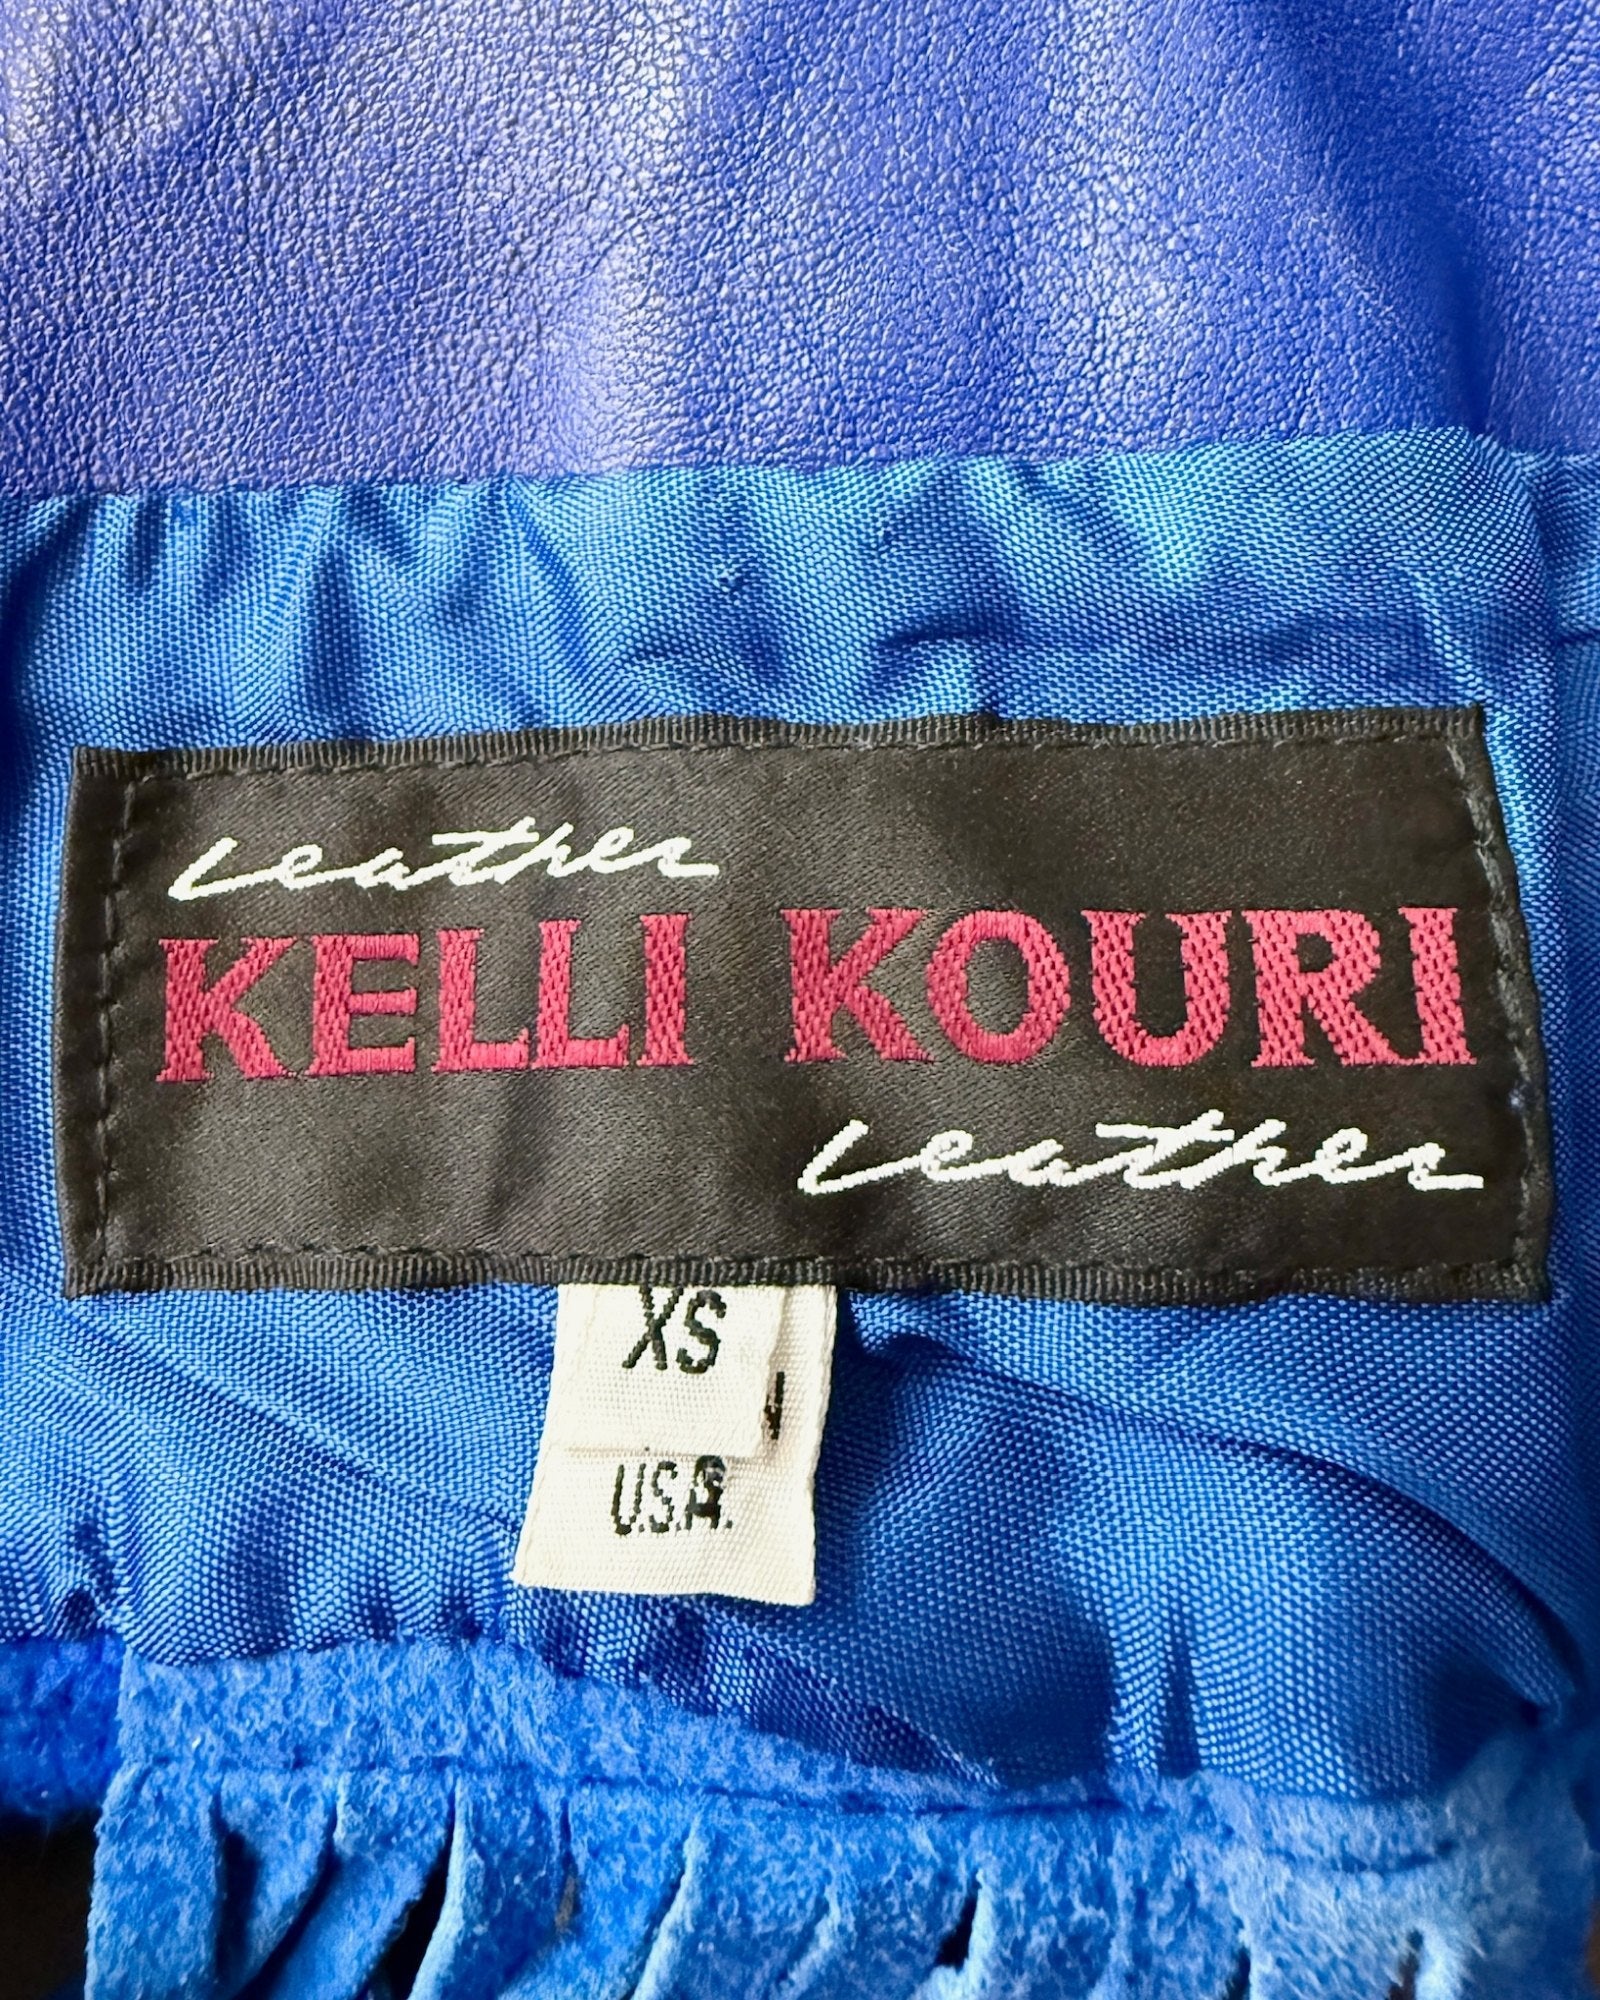 Leather
KELLI KOURI
Leather
XS
U.S.A.